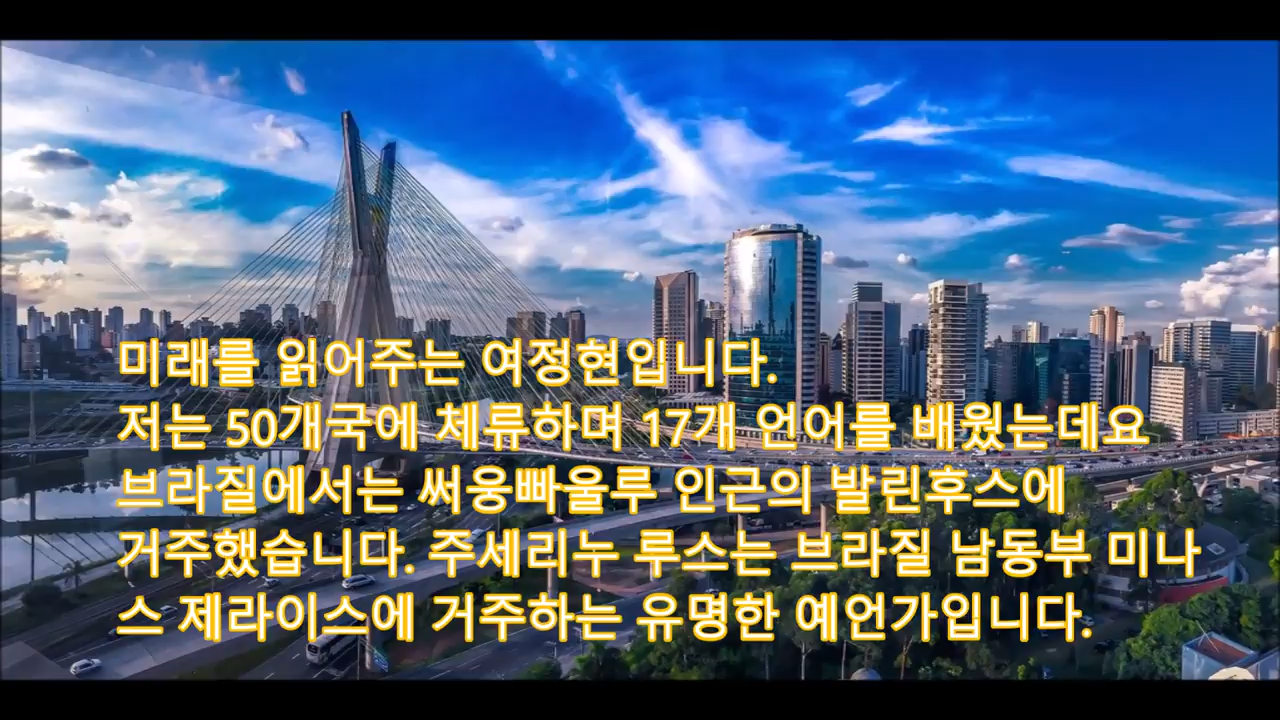 미래를 읽어주는 여정현입니다.
저는 50개국에 체류하며 17개 언어를 배웠는데요
브라질에서는 써웅빠울루 인근의 발린후스에
거주했습니다. 주세리누 루스는 브라질 남동부 미나
스 제라이스에 거주하는 유명한 예언가입니다.